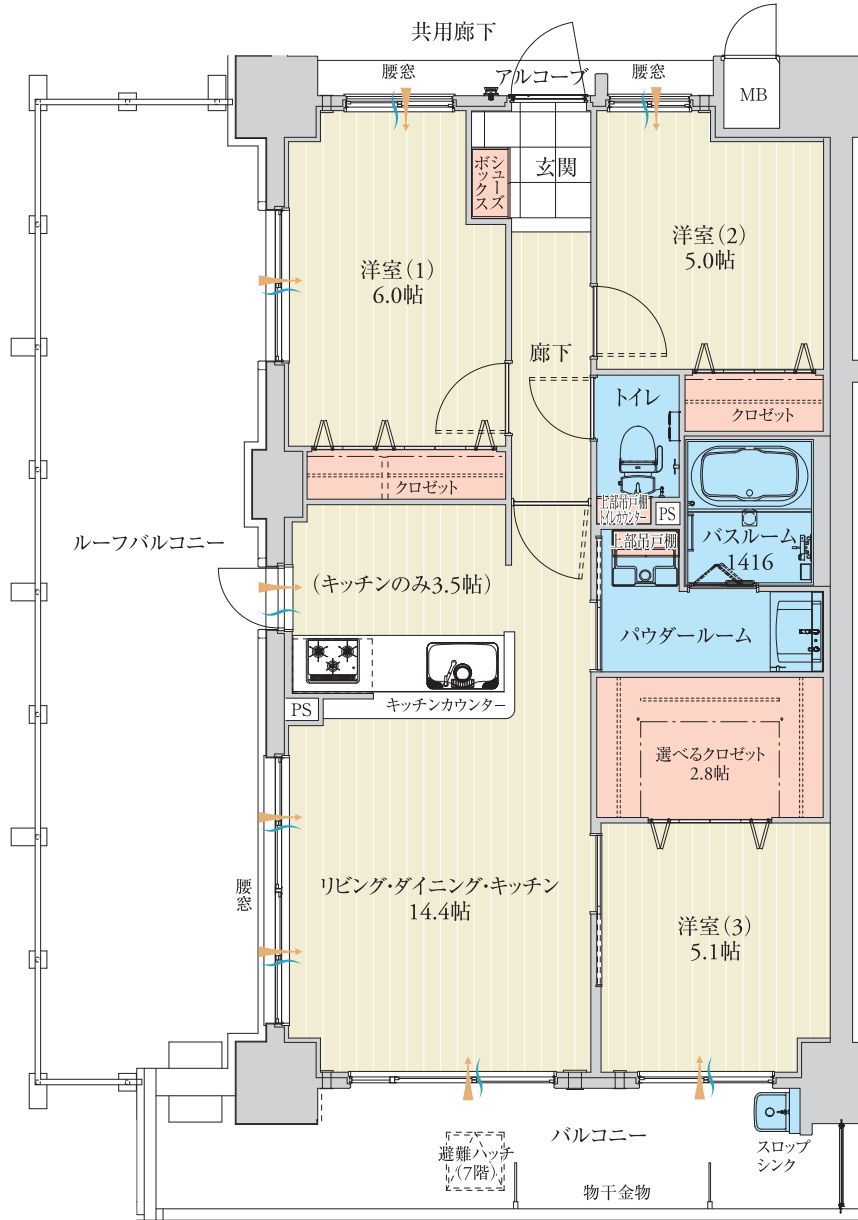 共用廊下
腰窓
アルコーブ
腰窓
MB
シューズ
ボックス
玄関
洋室(1)
6.0帖
洋室(2)
5.0帖
廊下
トイレ
クロゼット
クロゼット
上部吊戸棚
トイレカウンター
PS
上部吊戸棚
バスルーム
1416
ルーフバルコニー
(キッチンのみ3.5帖)
パウダールーム
PS
キッチンカウンター
選べるクロゼット
2.8帖
腰窓
リビング・ダイニング・キッチン
14.4帖
洋室(3)
5.1帖
バルコニー
避難ハッチ
(7階)
スロップ
シンク
物干金物